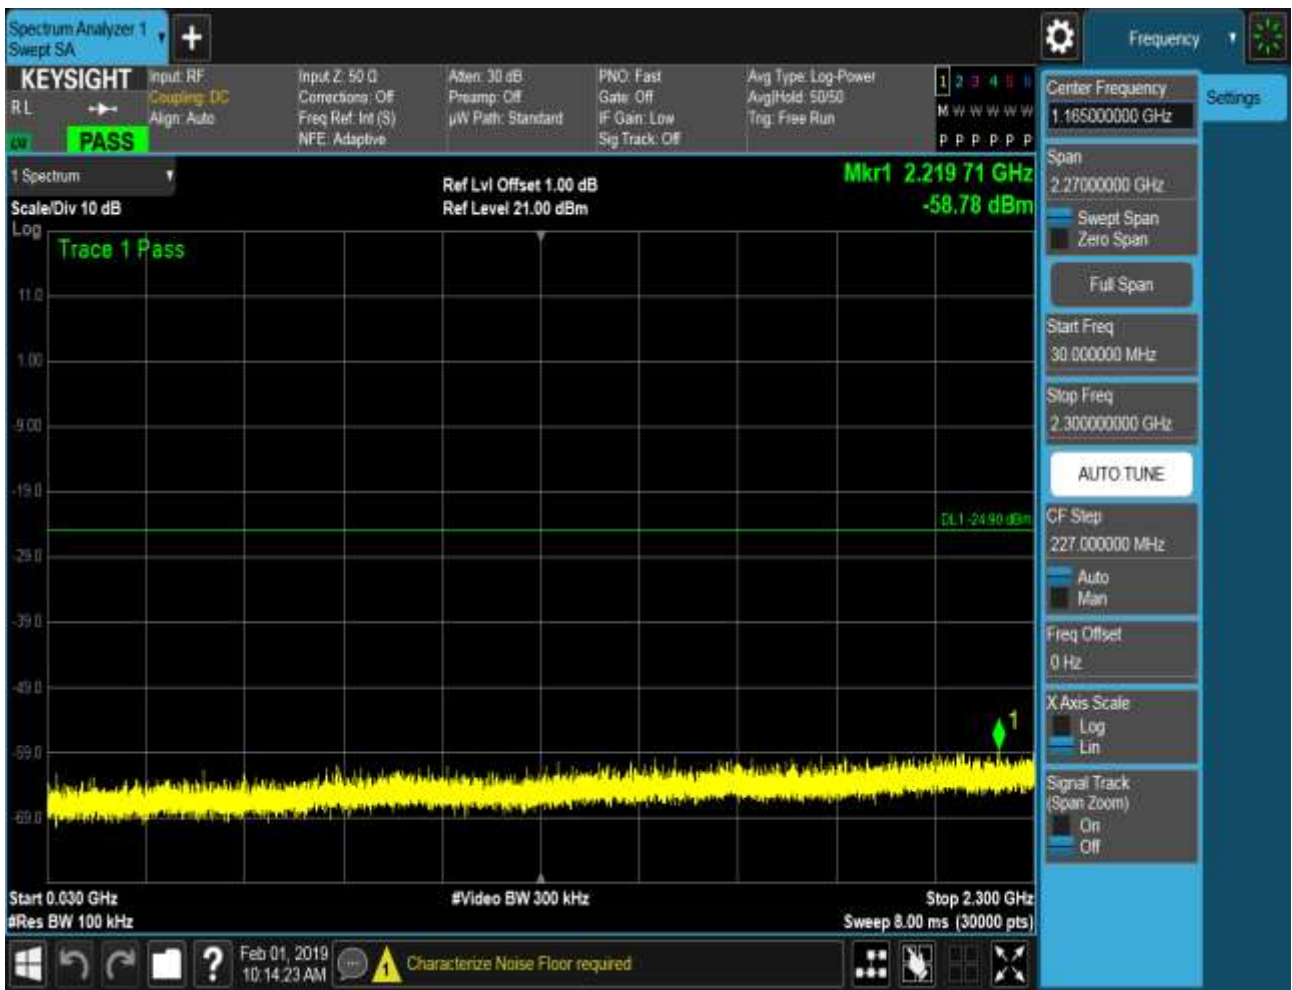 Spectrum Analyzer 1
Swept SA
Frequency
KEYSIGHT
R L
PASS
Input: RF
Coupling: DC
Align: Auto
Input Z: 50 Ω
Corrections: Off
Freq Ref: Int (S)
NFE: Adaptive
Atten: 30 dB
Preamp: Off
µW Path: Standard
PNO: Fast
Gate: Off
IF Gain: Low
Sig Track: Off
Avg Type: Log-Power
Avg|Hold: 50/50
Trig: Free Run
1 2 3 4 5 6
M W W W W W
P P P P P P
1 Spectrum
Scale/Div 10 dB
Log
Ref Lvl Offset 1.00 dB
Ref Level 21.00 dBm
Mkr1 2.219 71 GHz
-58.78 dBm
Trace 1 Pass
11.0
1.00
-9.00
-19.0
DL1 -24.90 dBm
-29.0
-39.0
-49.0
1
-59.0
-69.0
Start 0.030 GHz
#Res BW 100 kHz
#Video BW 300 kHz
Stop 2.300 GHz
Sweep 8.00 ms (30000 pts)
Feb 01, 2019
10:14:23 AM
1
Characterize Noise Floor required
Center Frequency
1.165000000 GHz
Settings
Span
2.27000000 GHz
Swept Span
Zero Span
Full Span
Start Freq
30.000000 MHz
Stop Freq
2.300000000 GHz
AUTO TUNE
CF Step
227.000000 MHz
Auto
Man
Freq Offset
0 Hz
X Axis Scale
Log
Lin
Signal Track
(Span Zoom)
On
Off